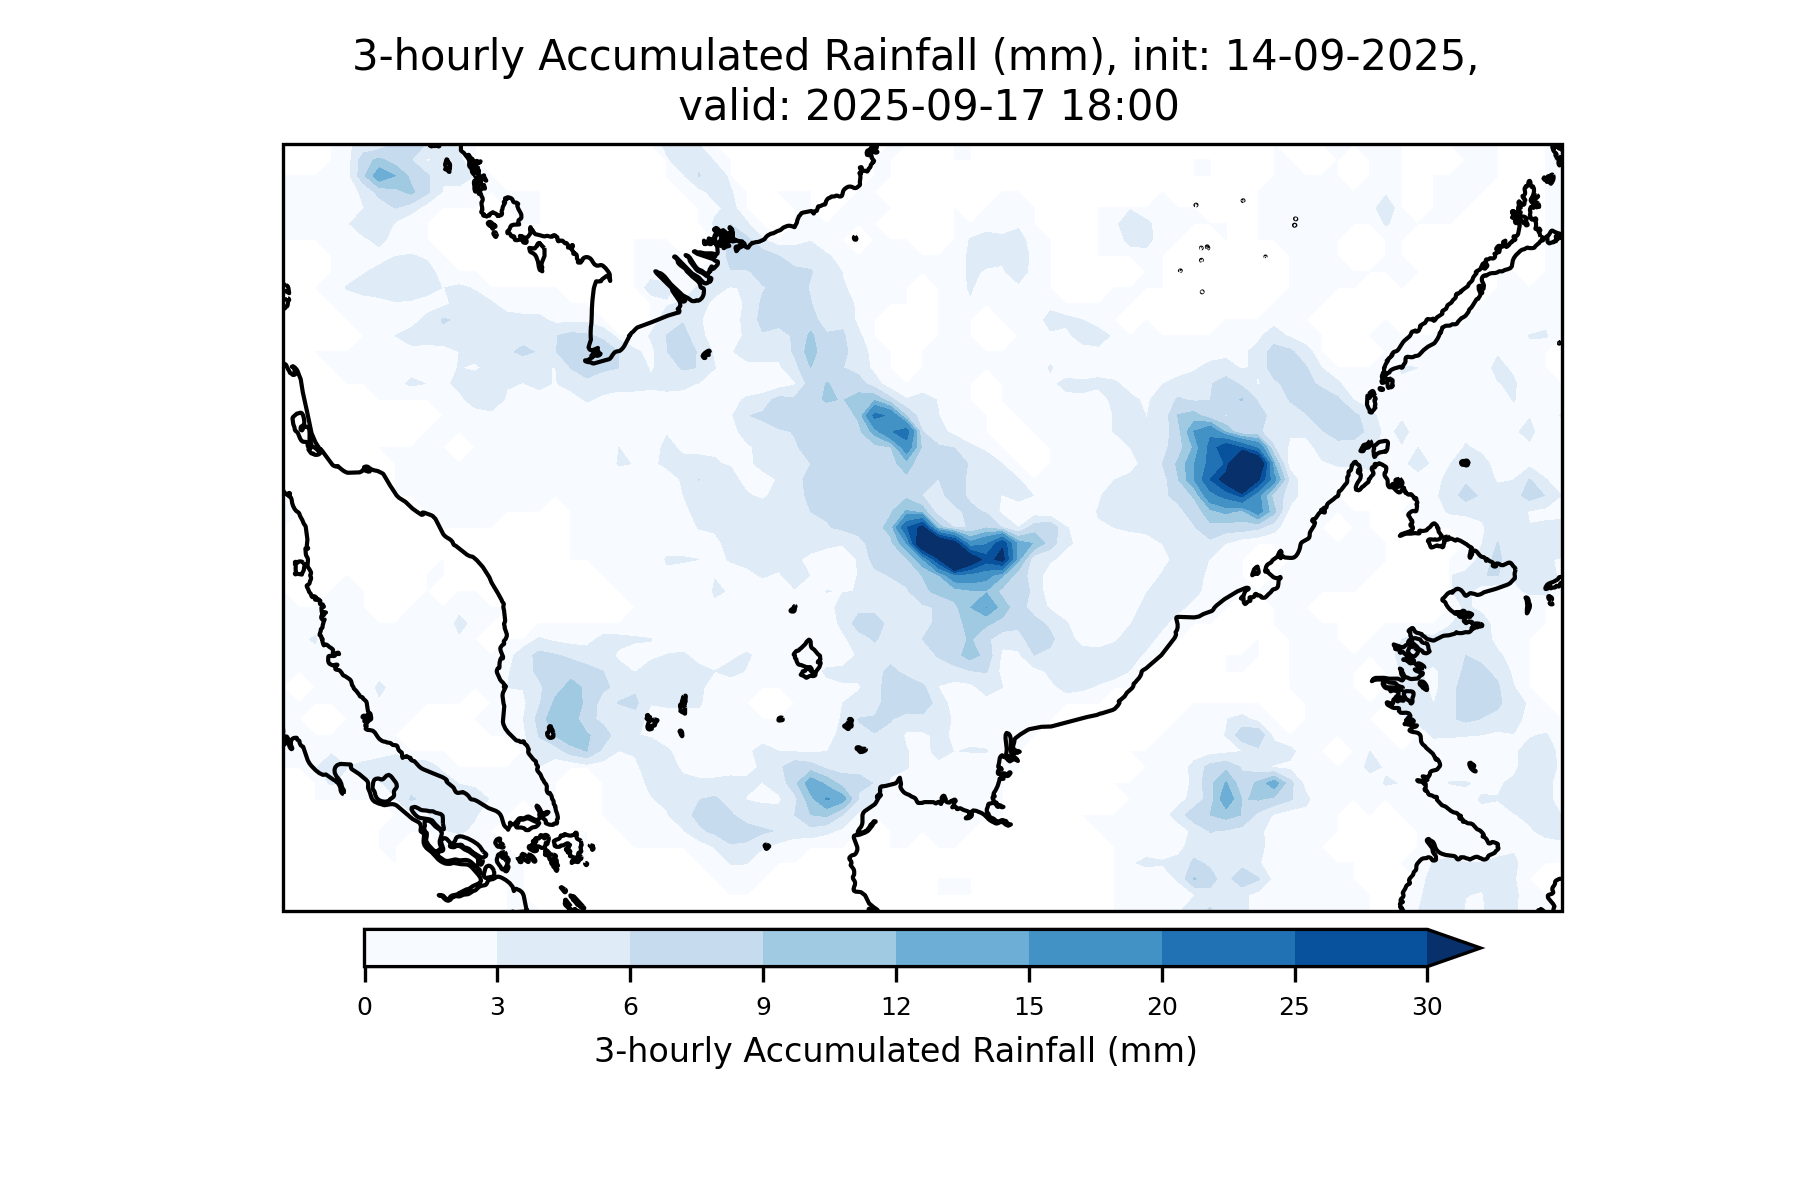 3-hourly Accumulated Rainfall (mm), init: 14-09-2025,
valid: 2025-09-17 18:00
0 3 6 9 12 15 20 25 30
3-hourly Accumulated Rainfall (mm)